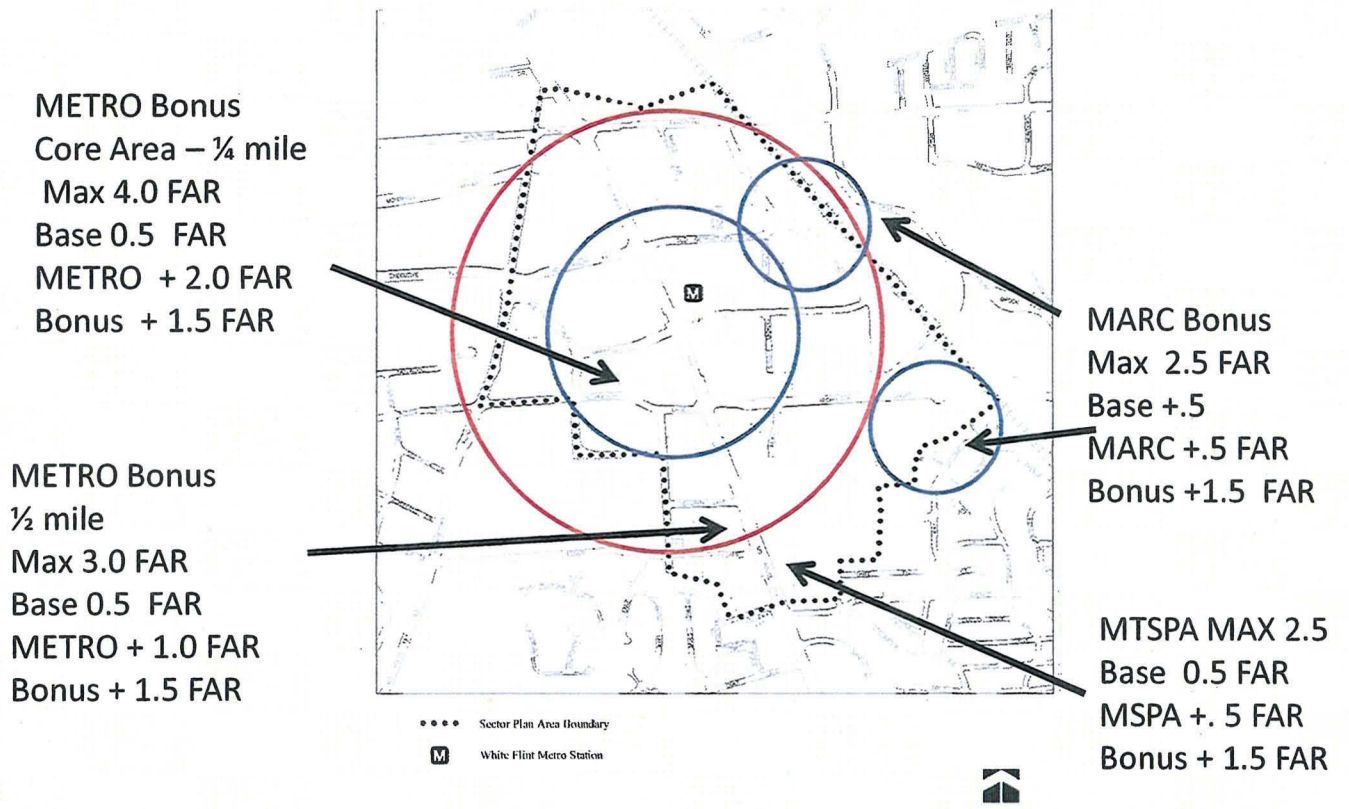 METRO Bonus
Core Area – ¼ mile
Max 4.0 FAR
Base 0.5 FAR
METRO + 2.0 FAR
Bonus + 1.5 FAR
METRO Bonus
½ mile
Max 3.0 FAR
Base 0.5 FAR
METRO + 1.0 FAR
Bonus + 1.5 FAR
M
MARC Bonus
Max 2.5 FAR
Base +.5
MARC +.5 FAR
Bonus +1.5 FAR
MTSPA MAX 2.5
Base 0.5 FAR
MSPA +. 5 FAR
Bonus + 1.5 FAR
Sector Plan Area Boundary
M White Flint Metro Station